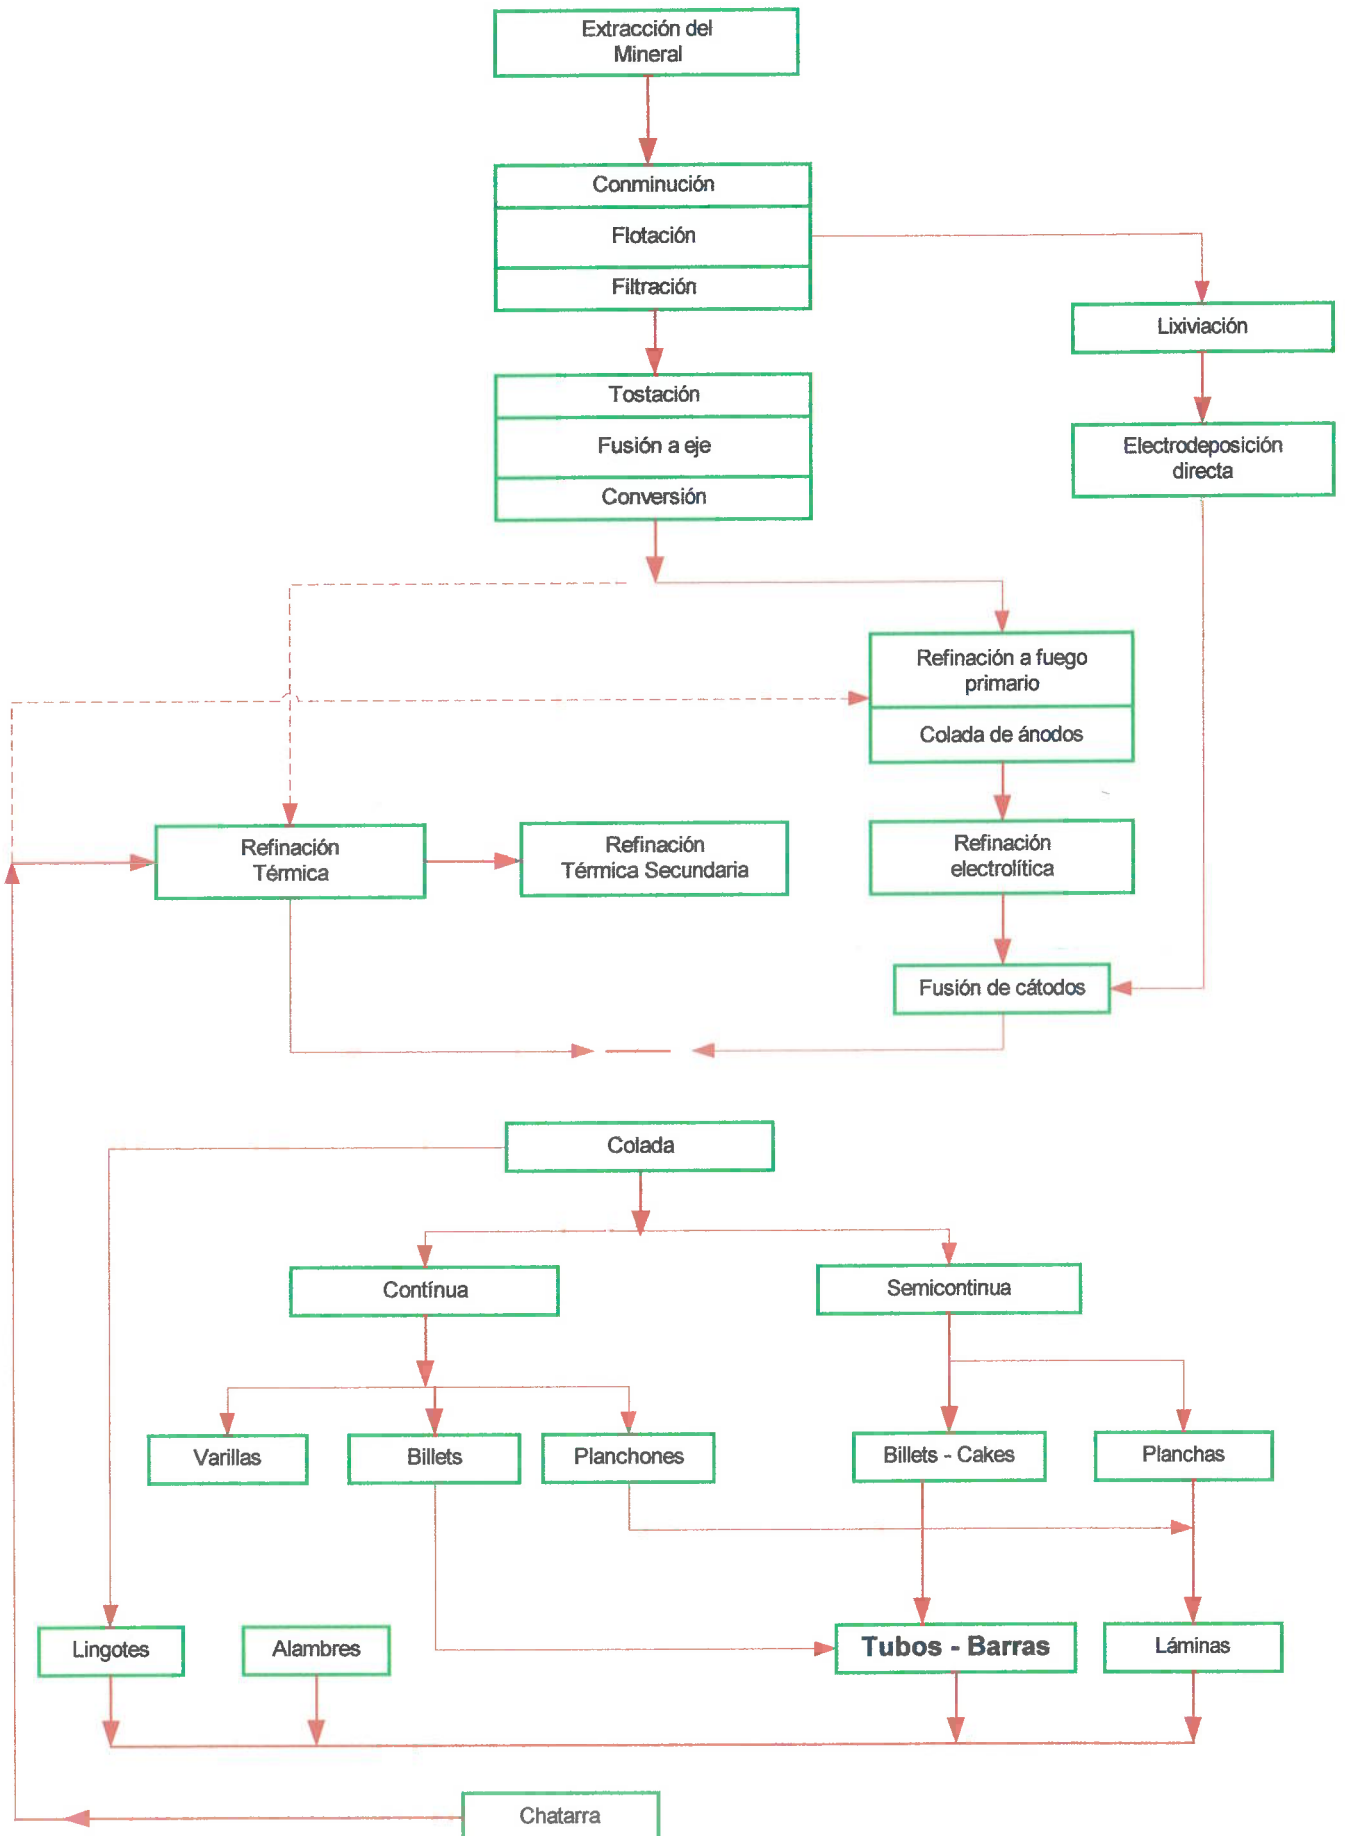 Extracción del
Mineral
Conminución
Flotación
Filtración
Lixiviación
Tostación
Fusión a eje
Conversión
Electrodeposición
directa
Refinación a fuego
primario
Colada de ánodos
Refinación
Térmica
Refinación
Térmica Secundaria
Refinación
electrolítica
Fusión de cátodos
Colada
Contínua
Semicontinua
Varillas
Billets
Planchones
Billets - Cakes
Planchas
Lingotes
Alambres
Tubos - Barras
Láminas
Chatarra